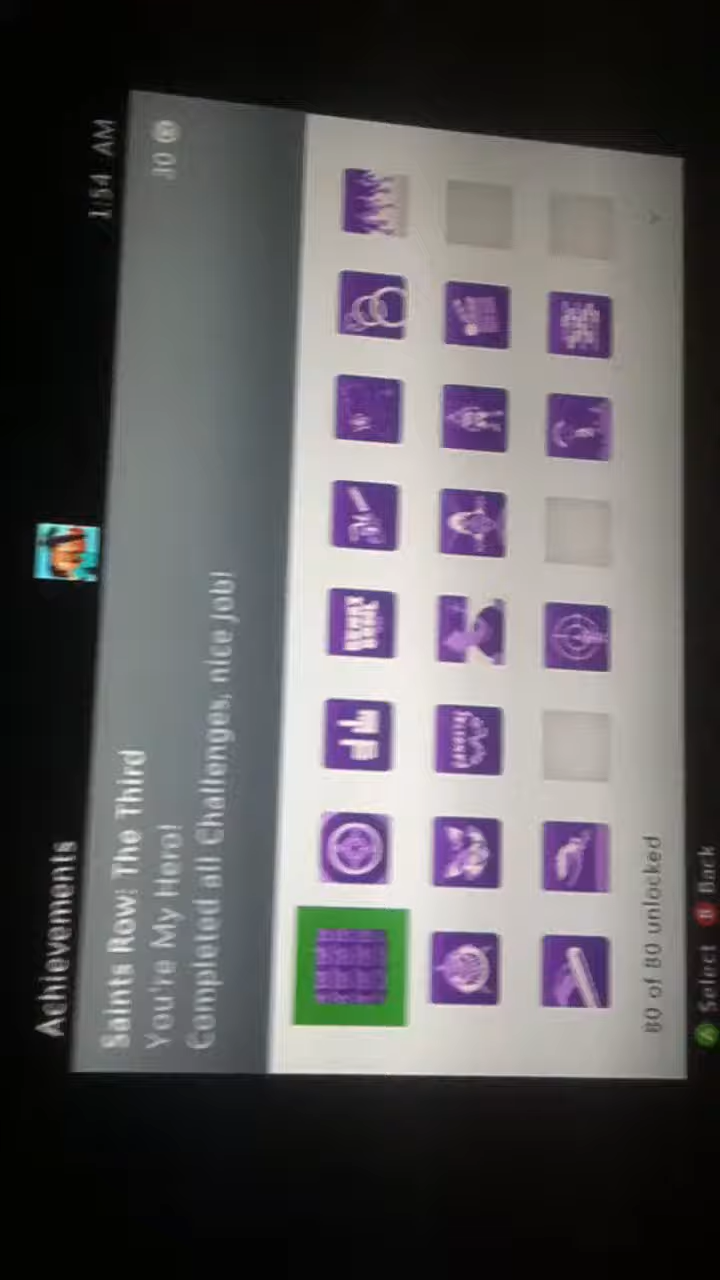 Achievements
1:54 AM
Saints Row: The Third
30 G
You're My Hero!
Completed all Challenges, nice job!
80 of 80 unlocked
A Select B Back